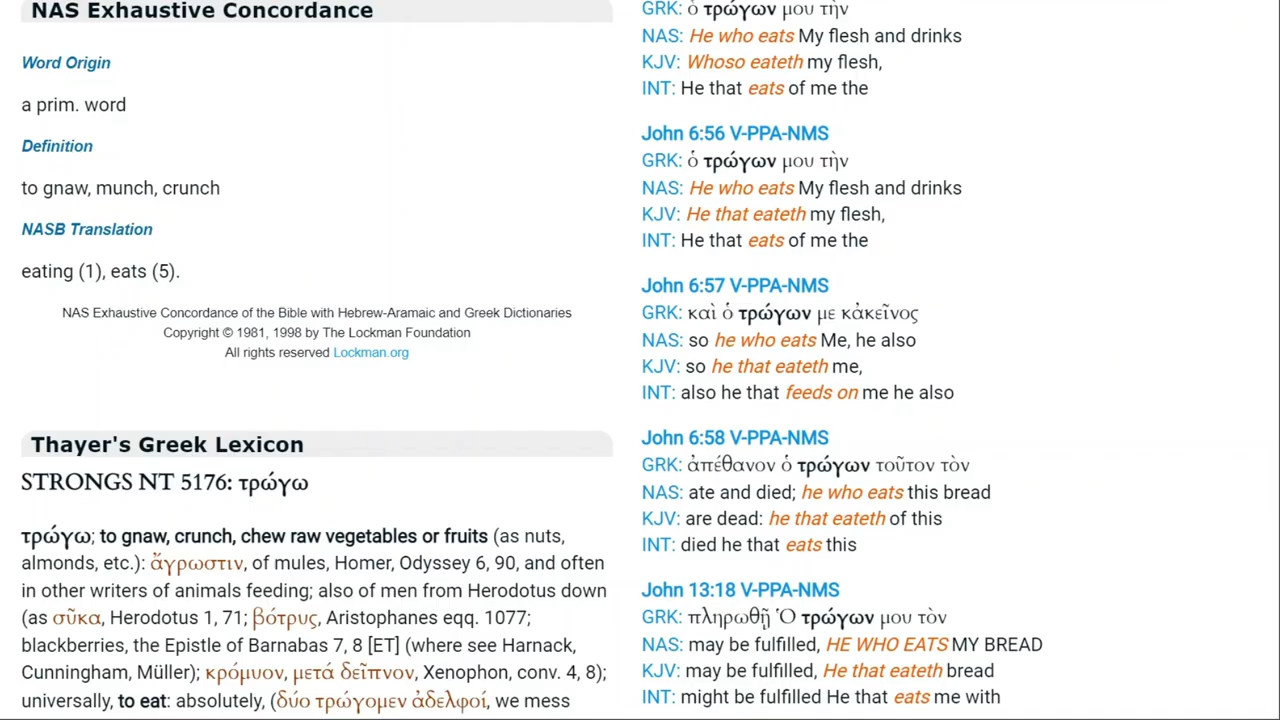 NAS Exhaustive Concordance
Word Origin
a prim. word
Definition
to gnaw, munch, crunch
NASB Translation
eating (1), eats (5).
NAS Exhaustive Concordance of the Bible with Hebrew-Aramaic and Greek Dictionaries
Copyright © 1981, 1998 by The Lockman Foundation
All rights reserved Lockman.org
Thayer's Greek Lexicon
STRONGS NT 5176: τρώγω
τρώγω; to gnaw, crunch, chew raw vegetables or fruits (as nuts,
almonds, etc.): ἄγρωστιν, of mules, Homer, Odyssey 6, 90, and often
in other writers of animals feeding; also of men from Herodotus down
(as σῦκα, Herodotus 1, 71; βότρυς, Aristophanes eqq. 1077;
blackberries, the Epistle of Barnabas 7, 8 [ET] (where see Harnack,
Cunningham, Müller); κρόμυον, μετά δεῖπνον, Xenophon, conv. 4, 8);
universally, to eat: absolutely, (δύο τρώγομεν ἀδελφοί, we mess
GRK: ὁ τρώγων μου τὴν
NAS: He who eats My flesh and drinks
KJV: Whoso eateth my flesh,
INT: He that eats of me the
John 6:56 V-PPA-NMS
GRK: ὁ τρώγων μου τὴν
NAS: He who eats My flesh and drinks
KJV: He that eateth my flesh,
INT: He that eats of me the
John 6:57 V-PPA-NMS
GRK: καὶ ὁ τρώγων με κἀκεῖνος
NAS: so he who eats Me, he also
KJV: so he that eateth me,
INT: also he that feeds on me he also
John 6:58 V-PPA-NMS
GRK: ἀπέθανον ὁ τρώγων τοῦτον τὸν
NAS: ate and died; he who eats this bread
KJV: are dead: he that eateth of this
INT: died he that eats this
John 13:18 V-PPA-NMS
GRK: πληρωθῇ Ὁ τρώγων μου τὸν
NAS: may be fulfilled, HE WHO EATS MY BREAD
KJV: may be fulfilled, He that eateth bread
INT: might be fulfilled He that eats me with